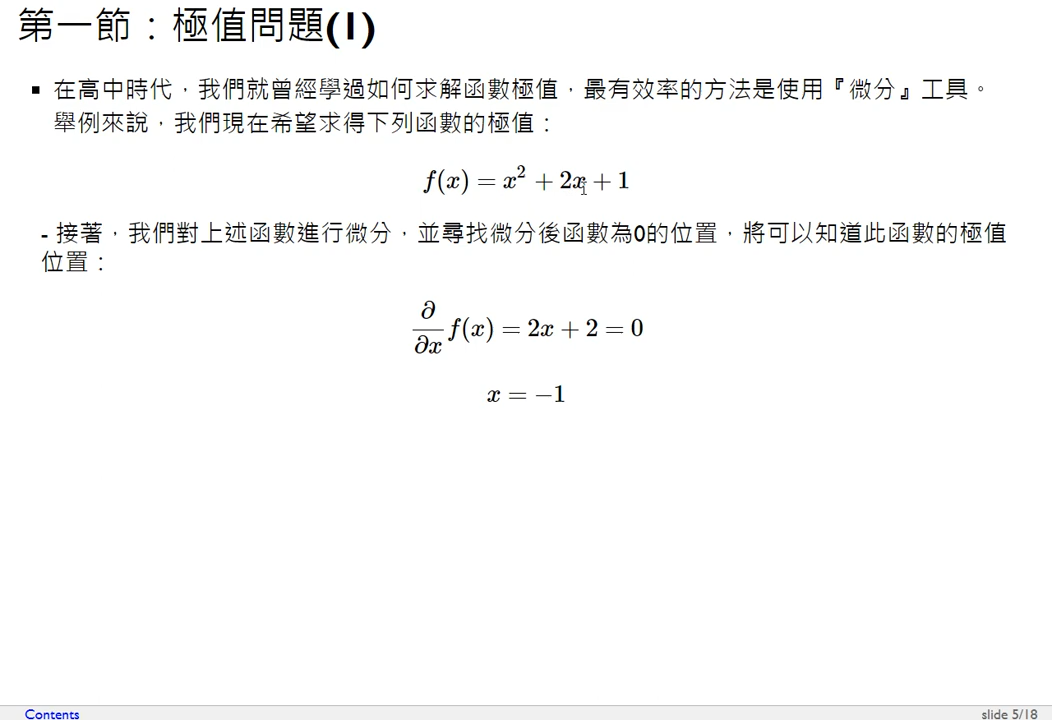 第一節：極值問題(I)
▪ 在高中時代，我們就曾經學過如何求解函數極值，最有效率的方法是使用『微分』工具。
舉例來說，我們現在希望求得下列函數的極值：
f(x) = x² + 2x + 1
- 接著，我們對上述函數進行微分，並尋找微分後函數為0的位置，將可以知道此函數的極值
位置：
∂/∂x f(x) = 2x + 2 = 0
x = −1
Contents
slide 5/18